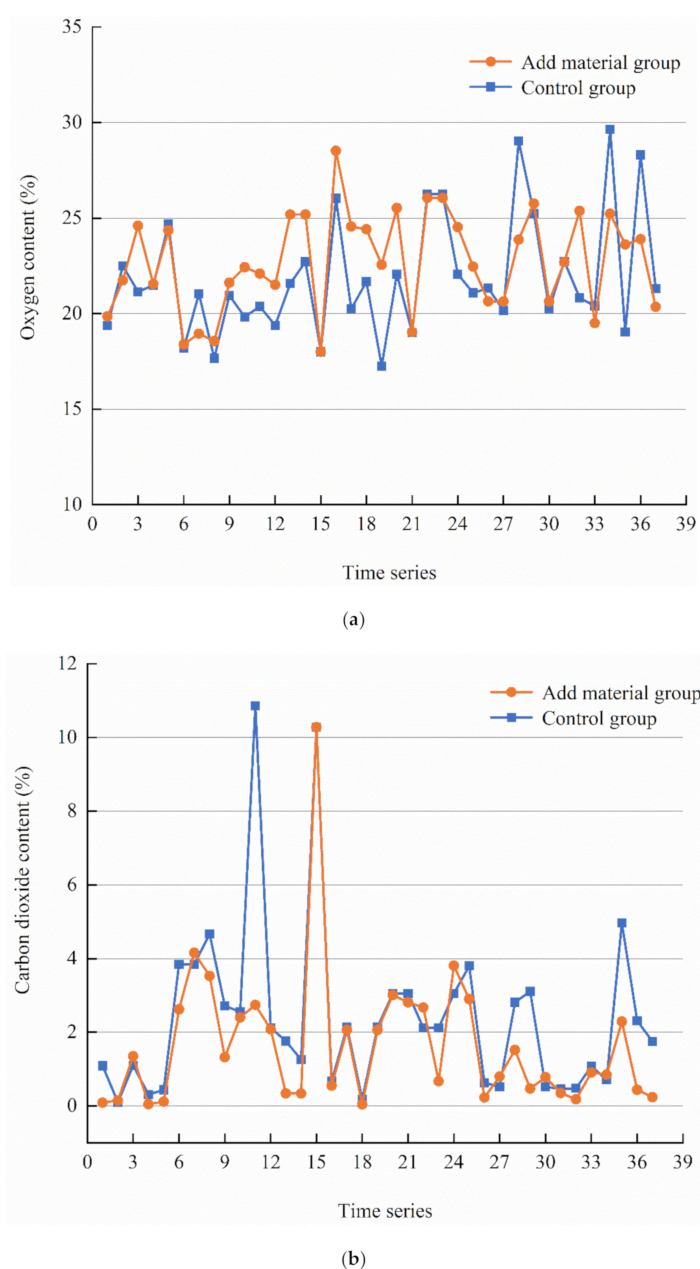 35
Add material group
Control group
30
25
20
15
10
Oxygen content (%)
0 3 6 9 12 15 18 21 24 27 30 33 36 39
Time series
(a)
12
Add material group
Control group
10
8
6
4
2
0
Carbon dioxide content (%)
0 3 6 9 12 15 18 21 24 27 30 33 36 39
Time series
(b)